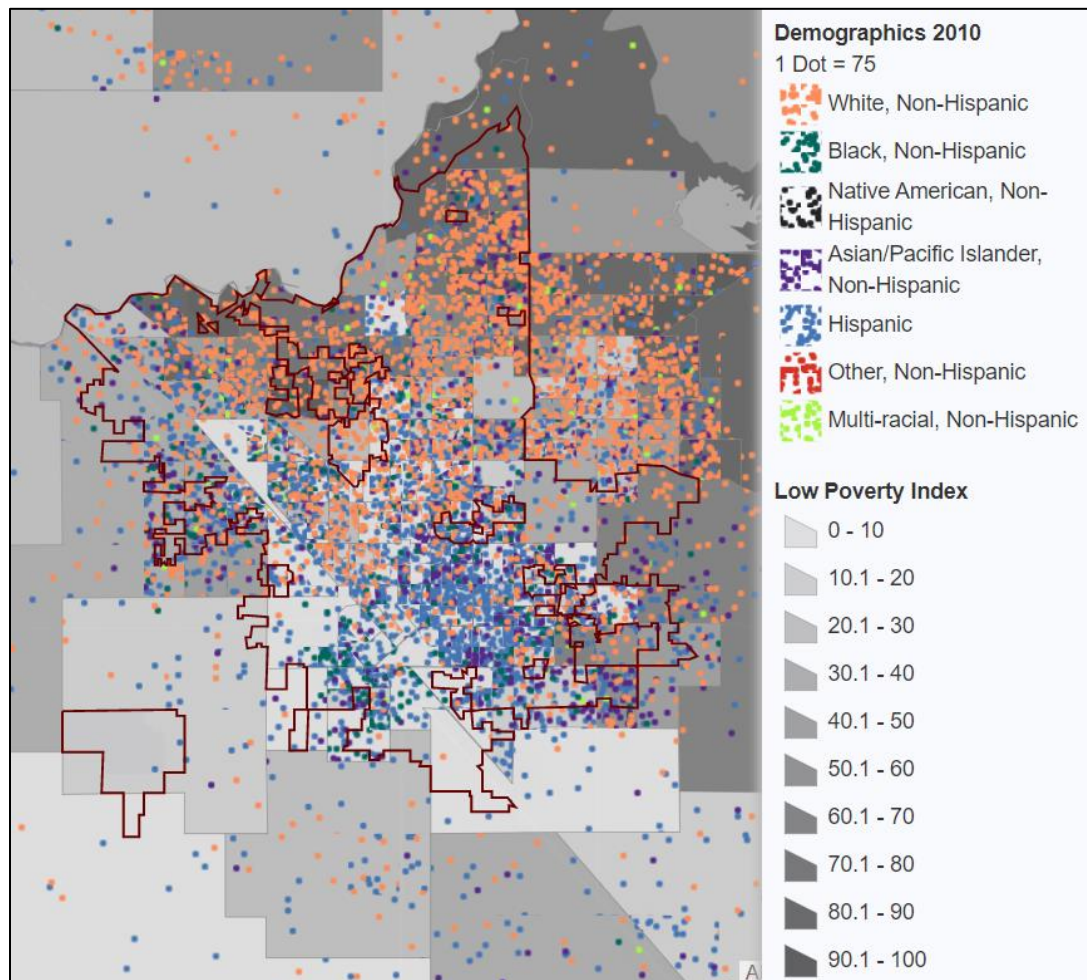 Demographics 2010
1 Dot = 75
White, Non-Hispanic
Black, Non-Hispanic
Native American, Non-
Hispanic
Asian/Pacific Islander,
Non-Hispanic
Hispanic
Other, Non-Hispanic
Multi-racial, Non-Hispanic
Low Poverty Index
0 - 10
10.1 - 20
20.1 - 30
30.1 - 40
40.1 - 50
50.1 - 60
60.1 - 70
70.1 - 80
80.1 - 90
90.1 - 100
A